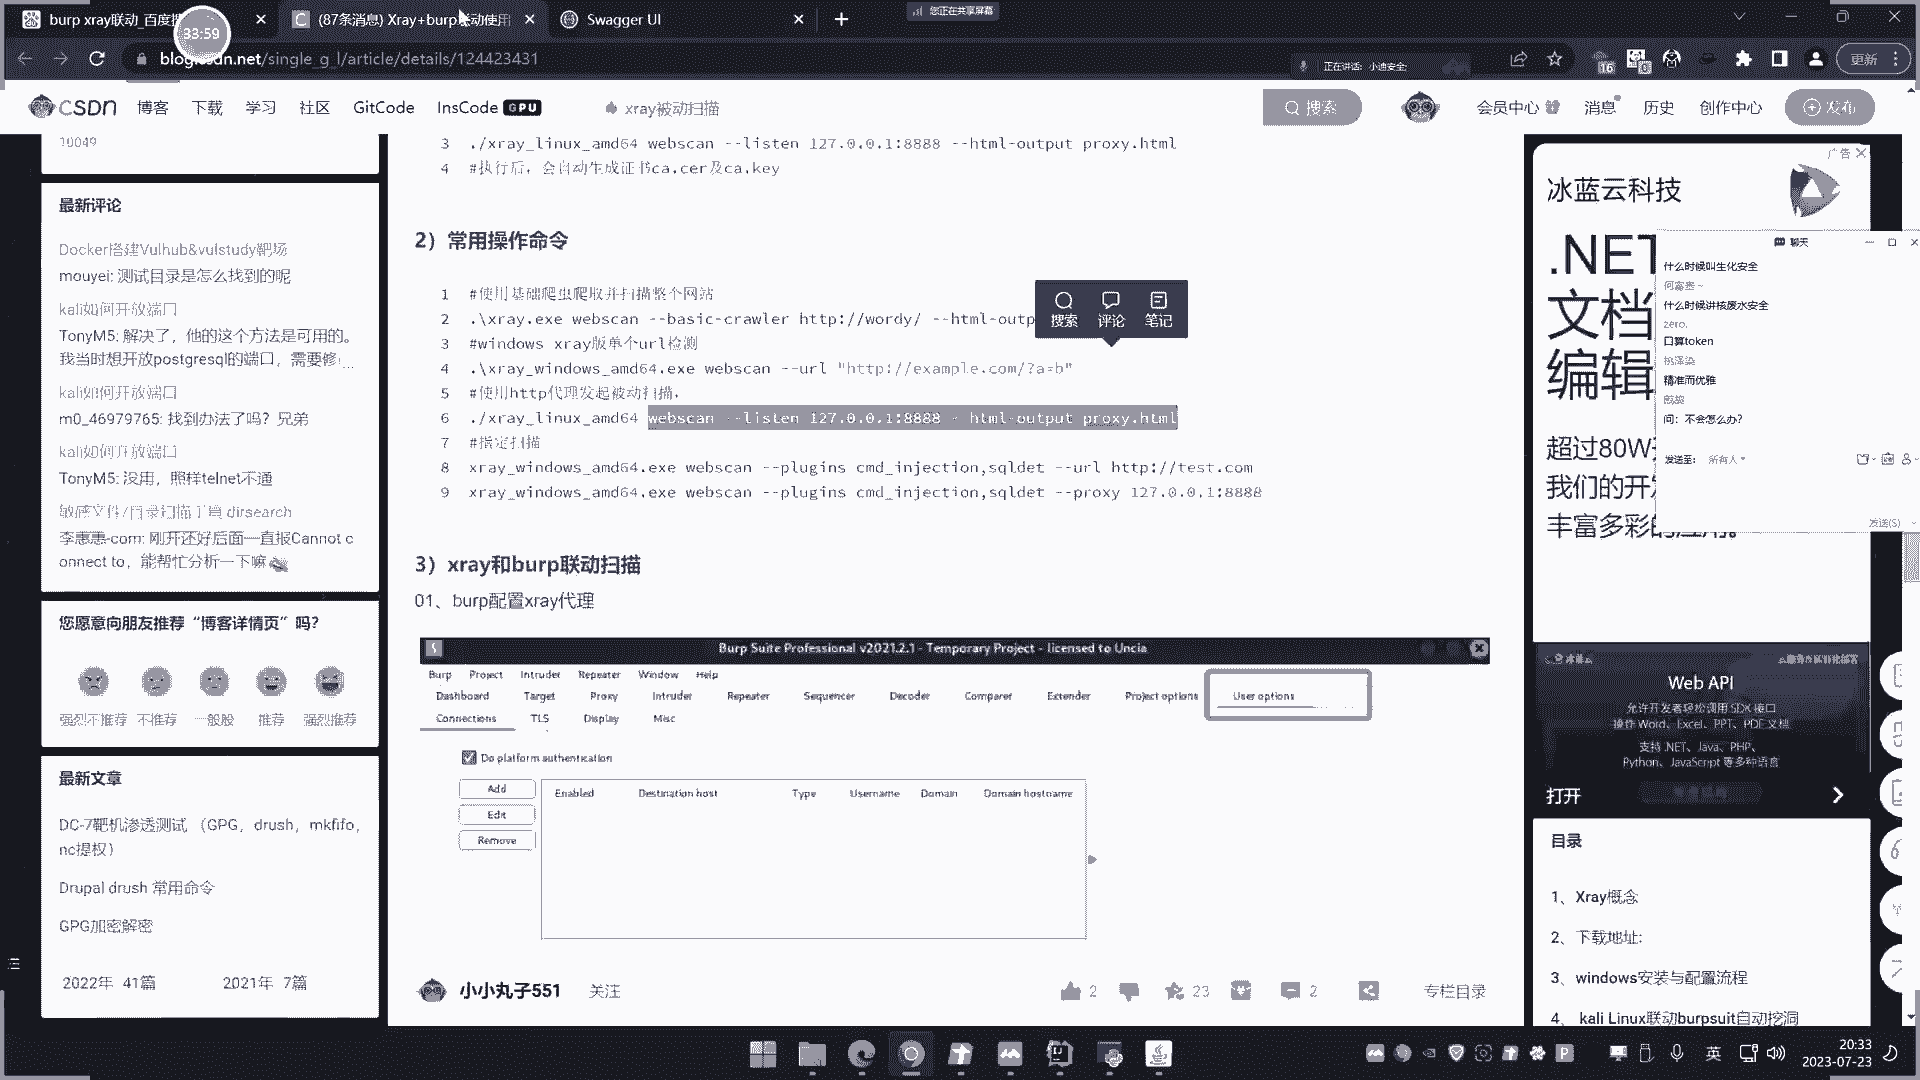 burp xray联动_百度
(87条消息) Xray+burp联动使用
Swagger UI
您正在共享屏幕
33:59
blog.csdn.net/single_g_l/article/details/124423431
正在讲话: 小迪安全;
16
更新
CSDN
博客
下载
学习
社区
GitCode
InsCode GPU
xray被动扫描
搜索
会员中心
消息
历史
创作中心
发布
10049
最新评论
Docker搭建Vulhub&vulstudy靶场
mouyei: 测试目录是怎么找到的呢
kali如何开放端口
TonyM5: 解决了，他的这个方法是可用的。
我当时想开放postgresql的端口，需要修…
kali如何开放端口
m0_46979765: 找到办法了吗？兄弟
kali如何开放端口
TonyM5: 没用，照样telnet不通
敏感文件/目录扫描工具 dirsearch
李惠惠-com: 刚开还好后面一直报Cannot c
onnect to，能帮忙分析一下嘛
您愿意向朋友推荐“博客详情页”吗？
强烈不推荐 不推荐 一般般 推荐 强烈推荐
最新文章
DC-7靶机渗透测试 （GPG，drush，mkfifo，
nc提权）
Drupal drush 常用命令
GPG加密解密
2022年 41篇
2021年 7篇
3 ./xray_linux_amd64 webscan --listen 127.0.0.1:8888 --html-output proxy.html
4 #执行后，会自动生成证书ca.cer及ca.key
2）常用操作命令
1 #使用基础爬虫爬取并扫描整个网站
2 .\xray.exe webscan --basic-crawler http://wordy/ --html-outp
3 #windows xray版单个url检测
4 .\xray_windows_amd64.exe webscan --url "http://example.com/?a=b"
5 #使用http代理发起被动扫描，
6 ./xray_linux_amd64 webscan --listen 127.0.0.1:8888 - html-output proxy.html
7 #指定扫描
8 xray_windows_amd64.exe webscan --plugins cmd_injection,sqldet --url http://test.com
9 xray_windows_amd64.exe webscan --plugins cmd_injection,sqldet --proxy 127.0.0.1:8888
搜索 评论 笔记
3）xray和burp联动扫描
01、burp配置xray代理
Burp Suite Professional v2021.2.1 - Temporary Project - licensed to Uncia
Burp Project Intruder Repeater Window Help
Dashboard Target Proxy Intruder Repeater Sequencer Decoder Comparer Extender Project options User options
Connections TLS Display Misc
Do platform authentication
Add
Edit
Remove
Enabled Destination host Type Username Domain Domain hostname
小小丸子551
关注
2
23
2
专栏目录
广告
冰蓝云科技
.NET
文档
编辑
超过80W
我们的开
丰富多彩的应用。
聊天
什么时候叫生化安全
什么时候讲核废水安全
zero.
口算token
精准而优雅
问：不会怎么办？
发送至: 所有人
发送(S)
Web API
允许开发者轻松调用 SDK 接口
操作 Word、Excel、PPT、PDF 文档
支持 .NET、Java、PHP、
Python、JavaScript 等多种语言
打开
目录
1、Xray概念
2、下载地址:
3、windows安装与配置流程
4、kali Linux联动burpsuit自动挖洞
英
20:33
2023-07-23